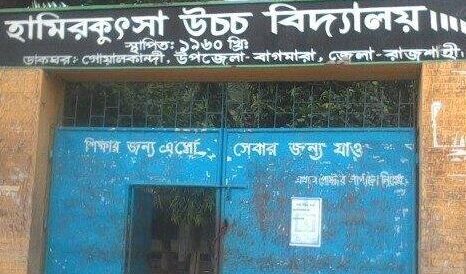 হামিরকুৎসা উচ্চ বিদ্যালয়।।
স্থাপিত: ১৯৬০ খ্রি:
ডাকঘর: গোয়ালকান্দী, উপজেলা-বাগমারা, জেলা-রাজশাহী।
শিক্ষার জন্য এসো সেবার জন্য যাও